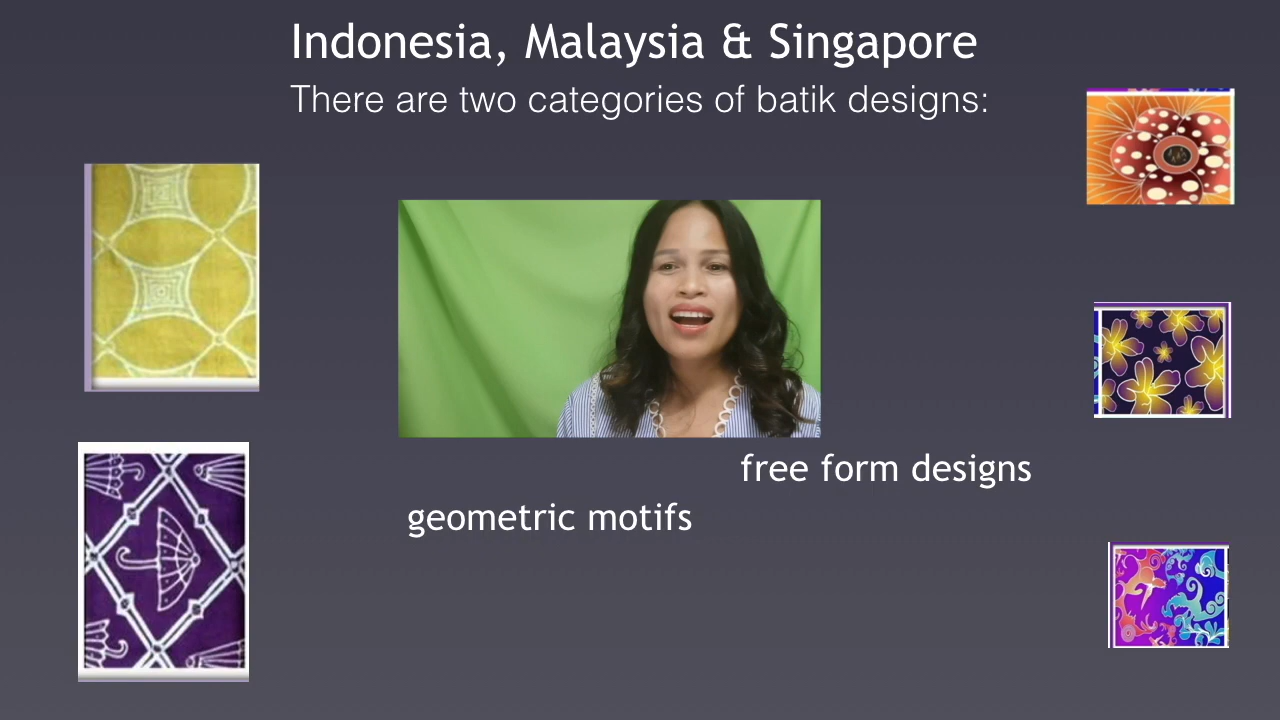 Indonesia, Malaysia & Singapore
There are two categories of batik designs:
free form designs
geometric motifs